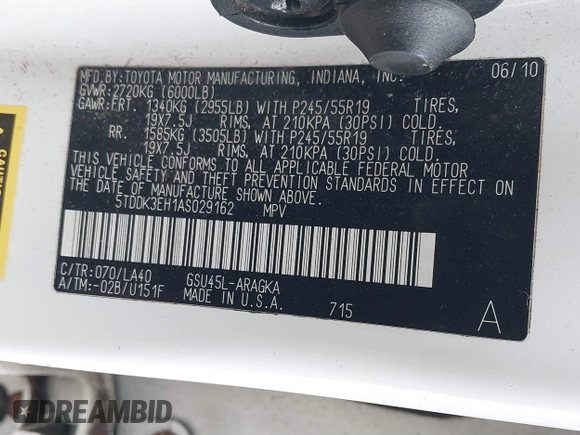 MFD.BY:TOYOTA MOTOR MANUFACTURING, INDIANA, INC. 06/10
GVWR:2720KG (6000LB)
GAWR:FRT. 1340KG (2955LB) WITH P245/55R19 TIRES,
19X7.5J RIMS, AT 210KPA (30PSI) COLD.
RR. 1585KG (3505LB) WITH P245/55R19 TIRES,
19X7.5J RIMS, AT 210KPA (30PSI) COLD.
THIS VEHICLE CONFORMS TO ALL APPLICABLE FEDERAL MOTOR
VEHICLE SAFETY AND THEFT PREVENTION STANDARDS IN EFFECT ON
THE DATE OF MANUFACTURE SHOWN ABOVE.
5TDDK3EH1AS029162 MPV
C/TR:070/LA40 GSU45L-ARAGKA
A/TM:-02B/U151F MADE IN U.S.A. 715 A
CAUTION
DREAMBID